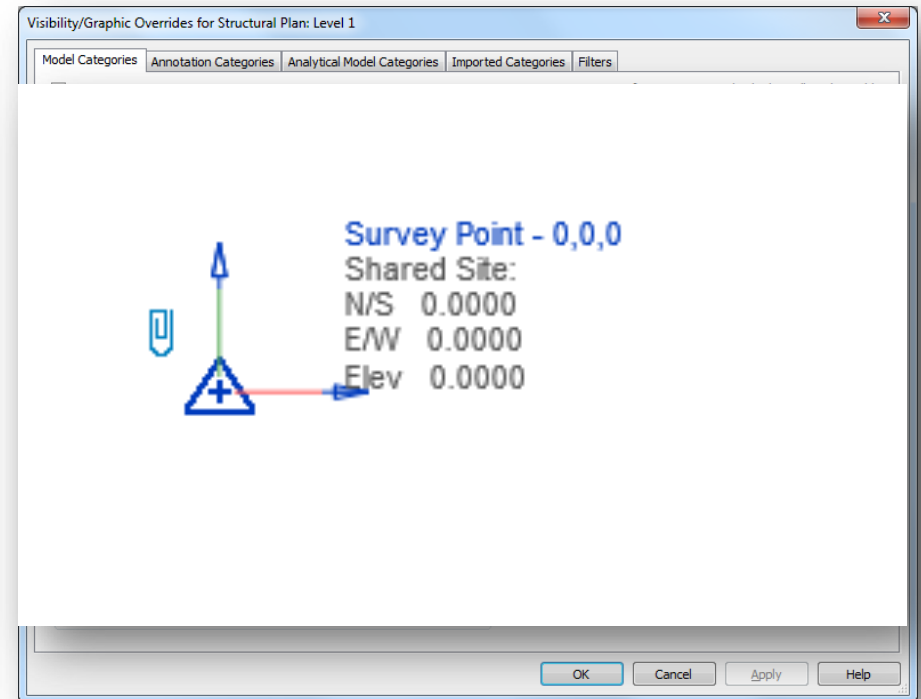 Visibility/Graphic Overrides for Structural Plan: Level 1
Model Categories Annotation Categories Analytical Model Categories Imported Categories Filters
Survey Point - 0,0,0
Shared Site:
N/S 0.0000
E/W 0.0000
Elev 0.0000
OK Cancel Apply Help